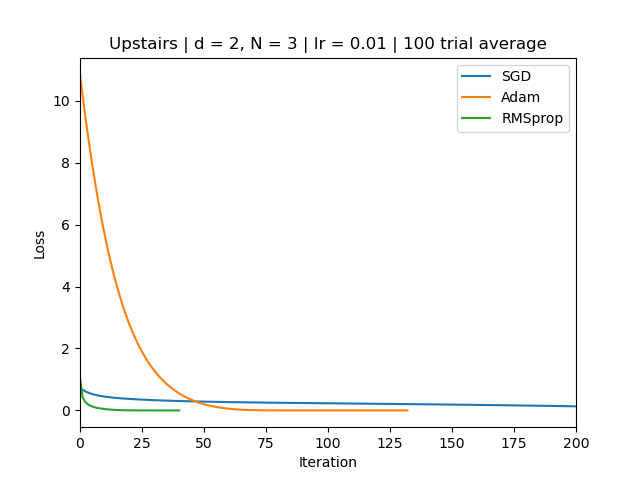 Upstairs | d = 2, N = 3 | lr = 0.01 | 100 trial average
SGD
Adam
RMSprop
Loss
10
8
6
4
2
0
0 25 50 75 100 125 150 175 200
Iteration